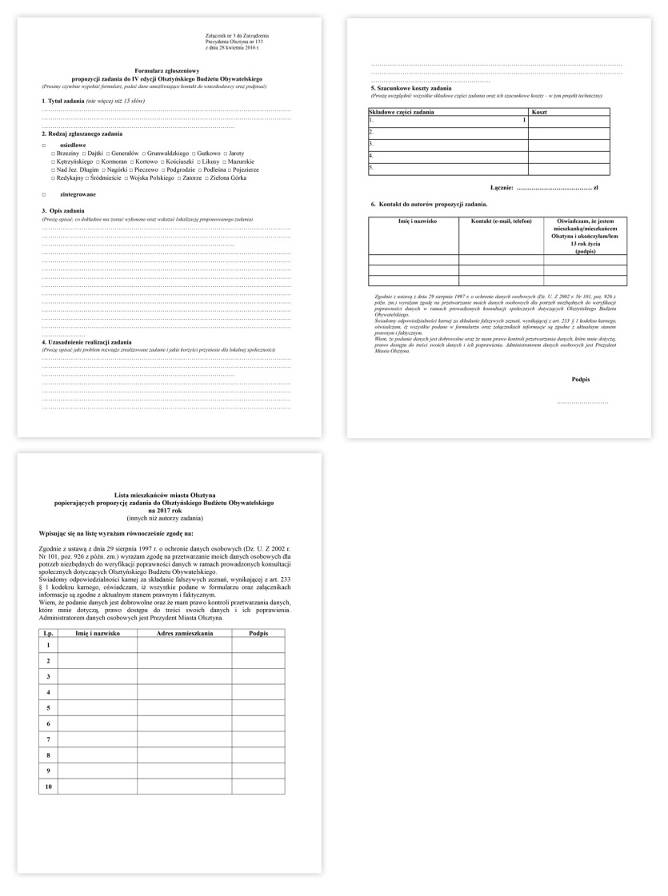 Załącznik nr 3 do Zarządzenia
Prezydenta Olsztyna nr 133
z dnia 28 kwietnia 2016 r.
Formularz zgłoszeniowy
propozycji zadania do IV edycji Olsztyńskiego Budżetu Obywatelskiego
(Prosimy czytelnie wypełnić formularz, podać dane umożliwiające kontakt do wnioskodawcy oraz podpisać)
1. Tytuł zadania (nie więcej niż 15 słów)
2. Rodzaj zgłaszanego zadania
□ osiedlowe
□ Brzeziny □ Dajtki □ Generałów □ Grunwaldzkiego □ Gutkowo □ Jaroty
□ Kętrzyńskiego □ Kormoran □ Kortowo □ Kościuszki □ Likusy □ Mazurskie
□ Nad Jez. Długim □ Nagórki □ Pieczewo □ Podgrodzie □ Podleśna □ Pojezierze
□ Redykajny □ Śródmieście □ Wojska Polskiego □ Zatorze □ Zielona Górka
□ zintegrowane
3. Opis zadania
(Proszę opisać, co dokładnie ma zostać wykonane oraz wskazać lokalizację proponowanego zadania)
4. Uzasadnienie realizacji zadania
(Proszę opisać jaki problem rozwiąże zrealizowane zadanie i jakie korzyści przyniesie dla lokalnej społeczności)
5. Szacunkowe koszty zadania
(Proszę uwzględnić wszystkie składowe części zadania oraz ich szacunkowe koszty – w tym projekt techniczny)
Składowe części zadania Koszt
1. 1
2.
3.
4.
5.
Łącznie: ........................................ zł
6. Kontakt do autorów propozycji zadania.
Imię i nazwisko Kontakt (e-mail, telefon) Oświadczam, że jestem
mieszkanką/mieszkańcem
Olsztyna i ukończyłam/łem
13 rok życia
(podpis)
Zgodnie z ustawą z dnia 29 sierpnia 1997 r. o ochronie danych osobowych (Dz. U. Z 2002 r. Nr 101, poz. 926 z
późn. zm.) wyrażam zgodę na przetwarzanie moich danych osobowych dla potrzeb niezbędnych do weryfikacji
poprawności danych w ramach prowadzonych konsultacji społecznych dotyczących Olsztyńskiego Budżetu
Obywatelskiego.
Świadomy odpowiedzialności karnej za składanie fałszywych zeznań, wynikającej z art. 233 § 1 kodeksu karnego,
oświadczam, iż wszystkie podane w formularzu oraz załącznikach informacje są zgodne z aktualnym stanem
prawnym i faktycznym.
Wiem, że podanie danych jest dobrowolne oraz że mam prawo kontroli przetwarzania danych, które mnie dotyczą,
prawo dostępu do treści swoich danych i ich poprawienia. Administratorem danych osobowych jest Prezydent
Miasta Olsztyna.
Podpis
Lista mieszkańców miasta Olsztyna
popierających propozycję zadania do Olsztyńskiego Budżetu Obywatelskiego
na 2017 rok
(innych niż autorzy zadania)
Wpisując się na listę wyrażam równocześnie zgodę na:
Zgodnie z ustawą z dnia 29 sierpnia 1997 r. o ochronie danych osobowych (Dz. U. Z 2002 r.
Nr 101, poz. 926 z późn. zm.) wyrażam zgodę na przetwarzanie moich danych osobowych dla
potrzeb niezbędnych do weryfikacji poprawności danych w ramach prowadzonych konsultacji
społecznych dotyczących Olsztyńskiego Budżetu Obywatelskiego.
Świadomy odpowiedzialności karnej za składanie fałszywych zeznań, wynikającej z art. 233
§ 1 kodeksu karnego, oświadczam, iż wszystkie podane w formularzu oraz załącznikach
informacje są zgodne z aktualnym stanem prawnym i faktycznym.
Wiem, że podanie danych jest dobrowolne oraz że mam prawo kontroli przetwarzania danych,
które mnie dotyczą, prawo dostępu do treści swoich danych i ich poprawienia.
Administratorem danych osobowych jest Prezydent Miasta Olsztyna.
Lp. Imię i nazwisko Adres zamieszkania Podpis
1
2
3
4
5
6
7
8
9
10